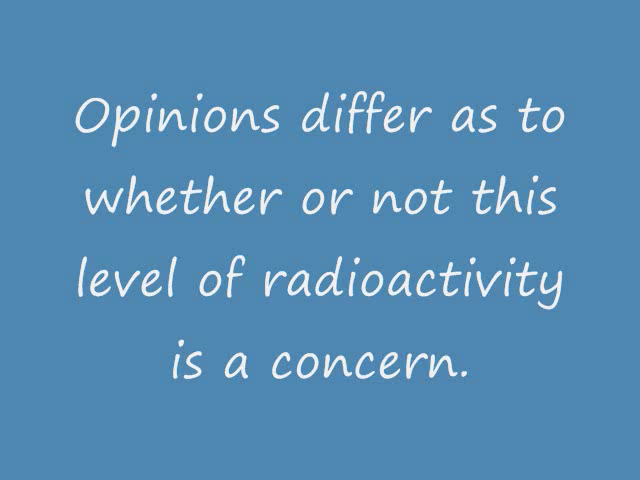 Opinions differ as to
whether or not this
level of radioactivity
is a concern.